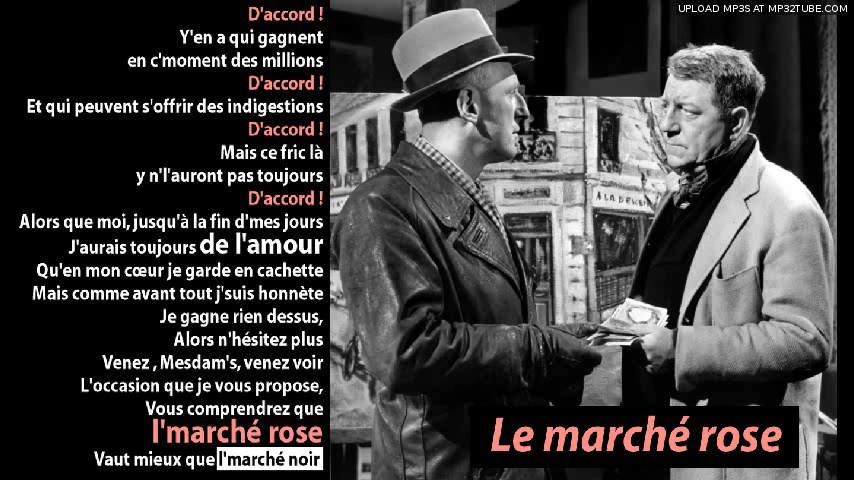 UPLOAD MP3S AT MP32TUBE.COM
D'accord !
Y'en a qui gagnent
en c'moment des millions
D'accord !
Et qui peuvent s'offrir des indigestions
D'accord !
Mais ce fric là
y n'l'auront pas toujours
D'accord !
Alors que moi, jusqu'à la fin d'mes jours
J'aurais toujours de l'amour
Qu'en mon cœur je garde en cachette
Mais comme avant tout j'suis honnète
Je gagne rien dessus,
Alors n'hésitez plus
Venez , Mesdam's, venez voir
L'occasion que je vous propose,
Vous comprendrez que
l'marché rose
Vaut mieux que l'marché noir
Le marché rose